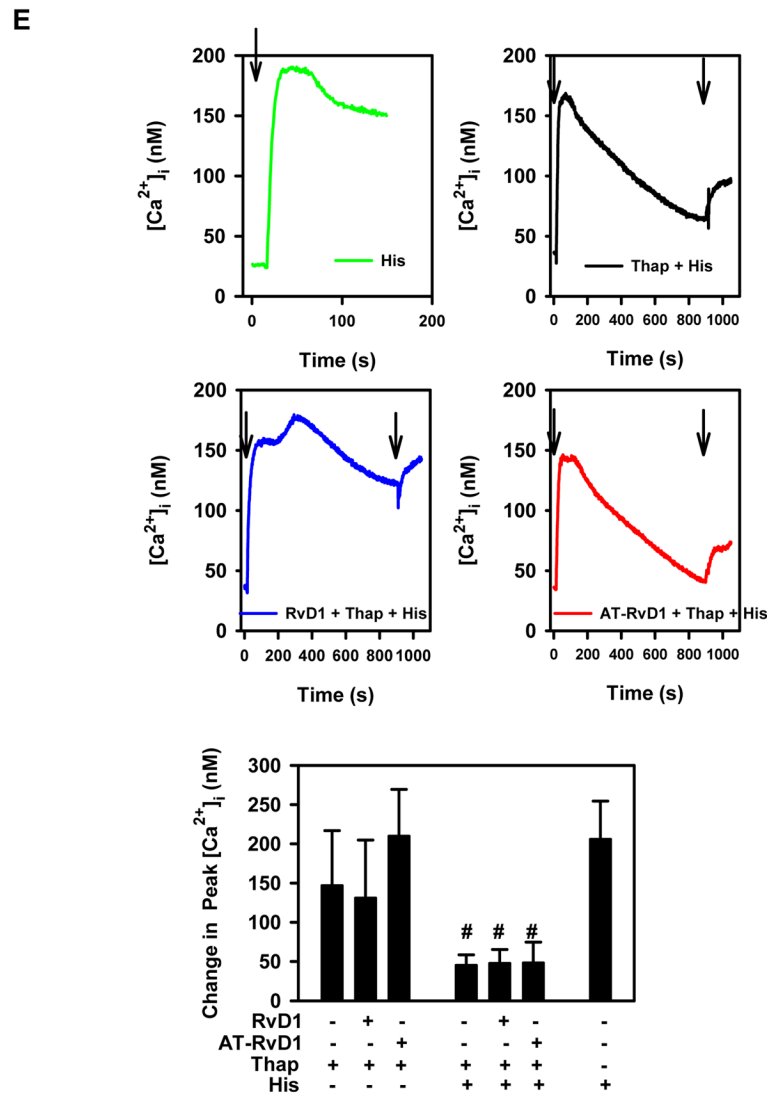 E
200
150
100
50
0
[Ca2+]i (nM)
His
0 100 200
Time (s)
200
150
100
50
0
[Ca2+]i (nM)
Thap + His
0 200 400 600 800 1000
Time (s)
200
150
100
50
0
[Ca2+]i (nM)
RvD1 + Thap + His
0 200 400 600 800 1000
Time (s)
200
150
100
50
0
[Ca2+]i (nM)
AT-RvD1 + Thap + His
0 200 400 600 800 1000
Time (s)
300
250
200
150
100
50
0
Change in Peak [Ca2+]i (nM)
# # #
RvD1 - + - - + - -
AT-RvD1 - - + - - + -
Thap + + + + + + -
His - - - + + + +